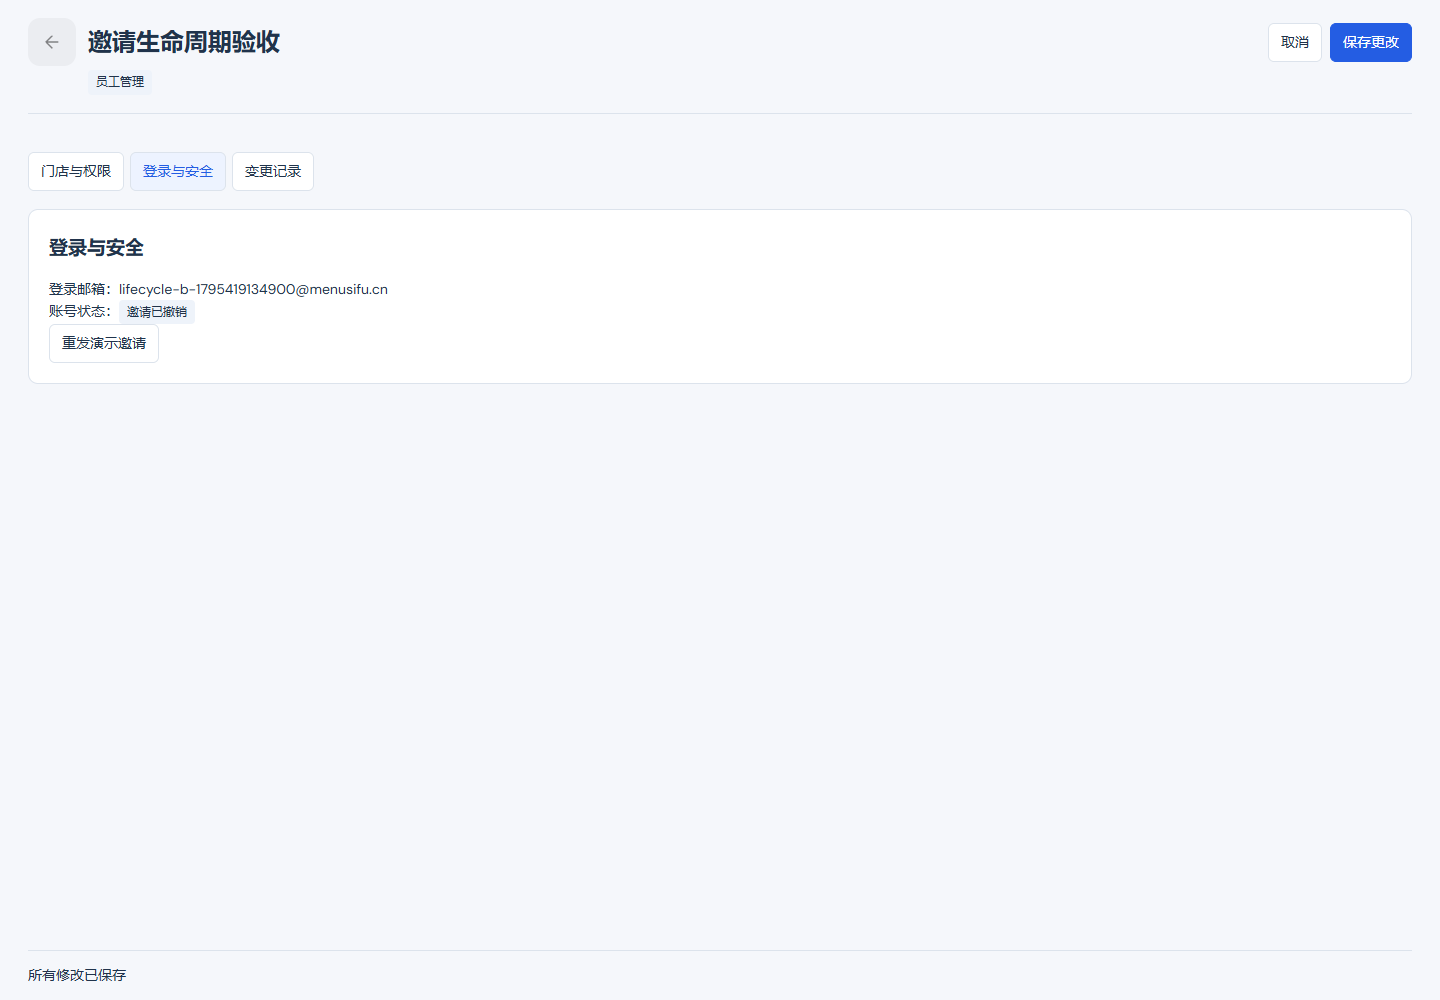 邀请生命周期验收
取消
保存更改
员工管理
门店与权限
登录与安全
变更记录
登录与安全
登录邮箱：lifecycle-b-1795419134900@menusifu.cn
账号状态：邀请已撤销
重发演示邀请
所有修改已保存